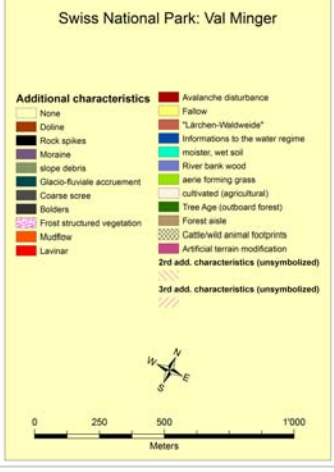 Swiss National Park: Val Minger
Additional characteristics
None
Doline
Rock spikes
Moraine
slope debris
Glacio-fluviale accruement
Coarse scree
Bolders
Frost structured vegetation
Mudflow
Lavinar
Avalanche disturbance
Fallow
"Lärchen-Waldweide"
Informations to the water regime
moister, wet soil
River bank wood
aerie forming grass
cultivated (agricultural)
Tree Age (outboard forest)
Forest aisle
Cattle/wild animal footprints
Artificial terrain modification
2rd add. characteristics (unsymbolized)
3rd add. characteristics (unsymbolized)
N
W
E
S
0 250 500 1'000
Meters